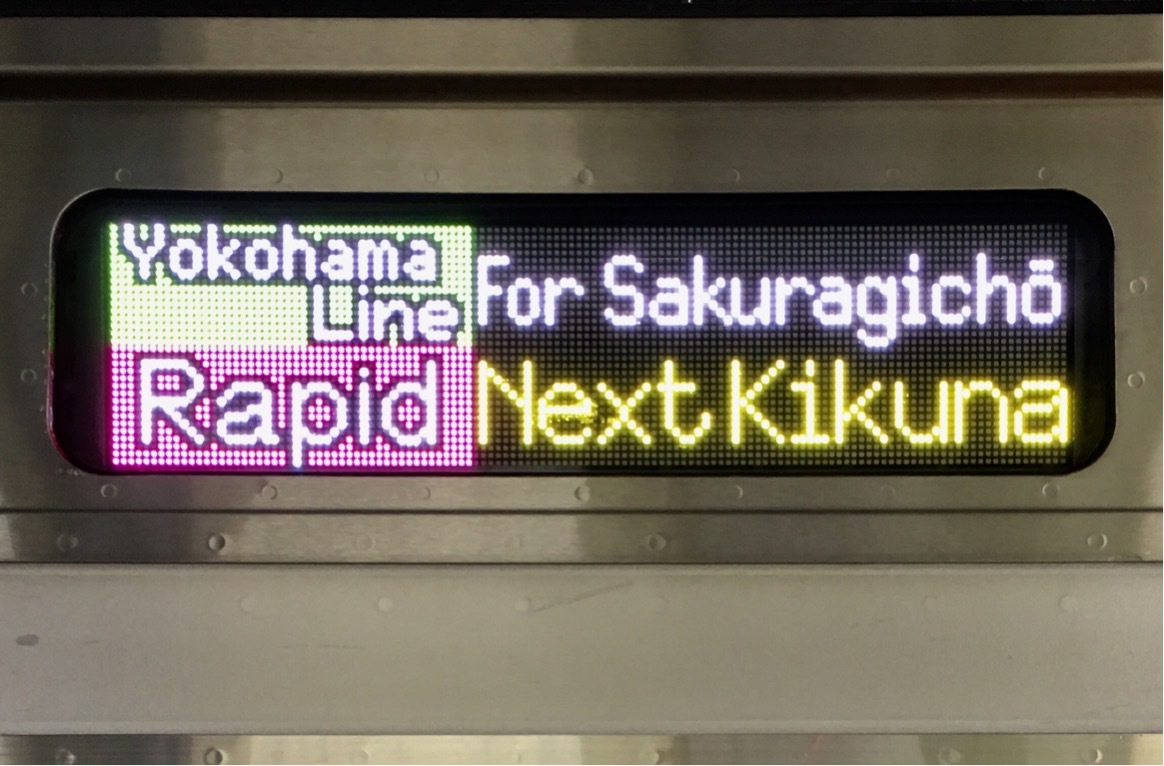 Yokohama
Line
Rapid
For Sakuragichō
Next Kikuna